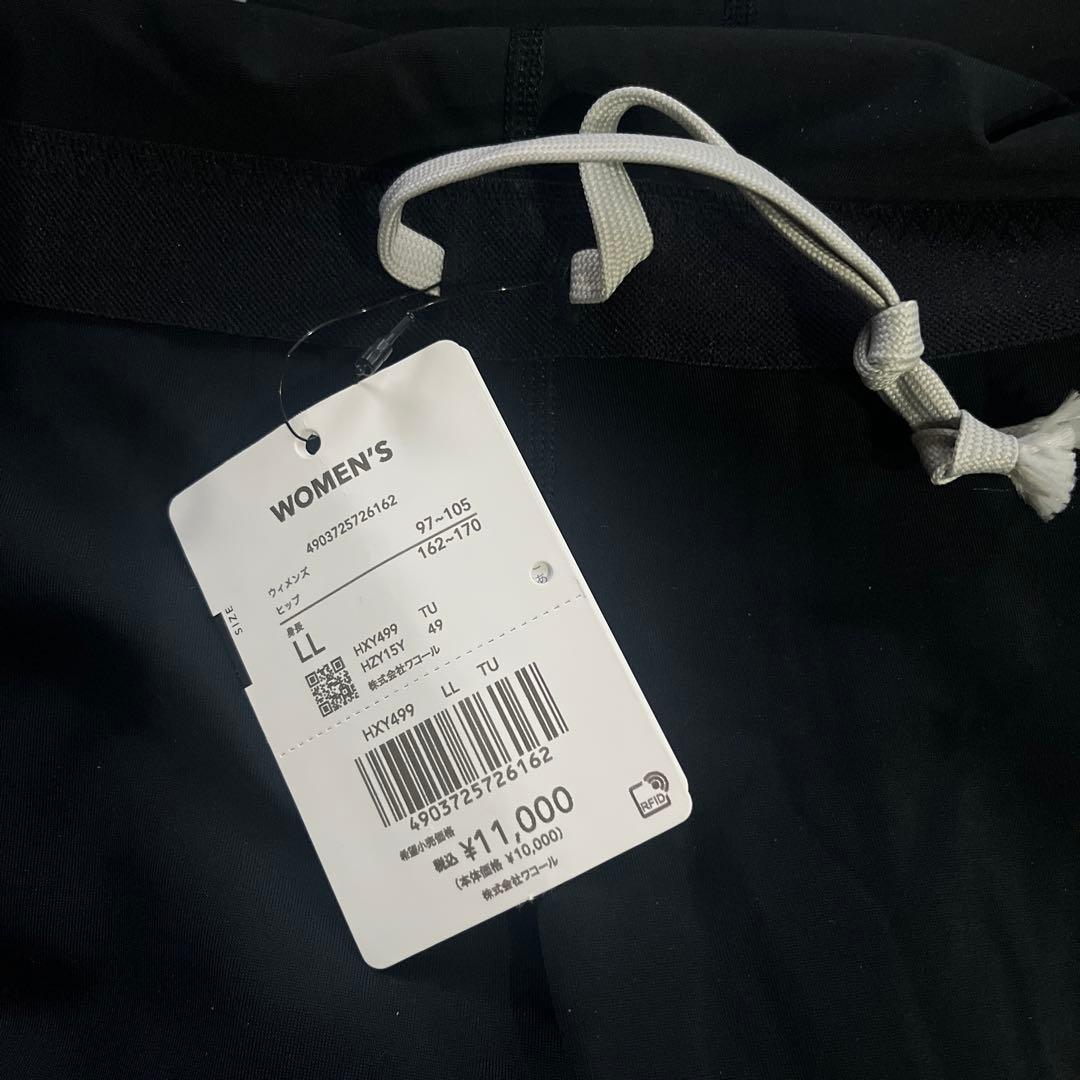 WOMEN'S
4903725726162
ウィメンズ
ヒップ 97~105
身長 162~170
SIZE
LL
HXY499 TU
HZY15Y 49
株式会社ワコール
HXY499 LL TU
4903725726162
希望小売価格
税込 ¥11,000
(本体価格 ¥10,000)
株式会社ワコール
RFID